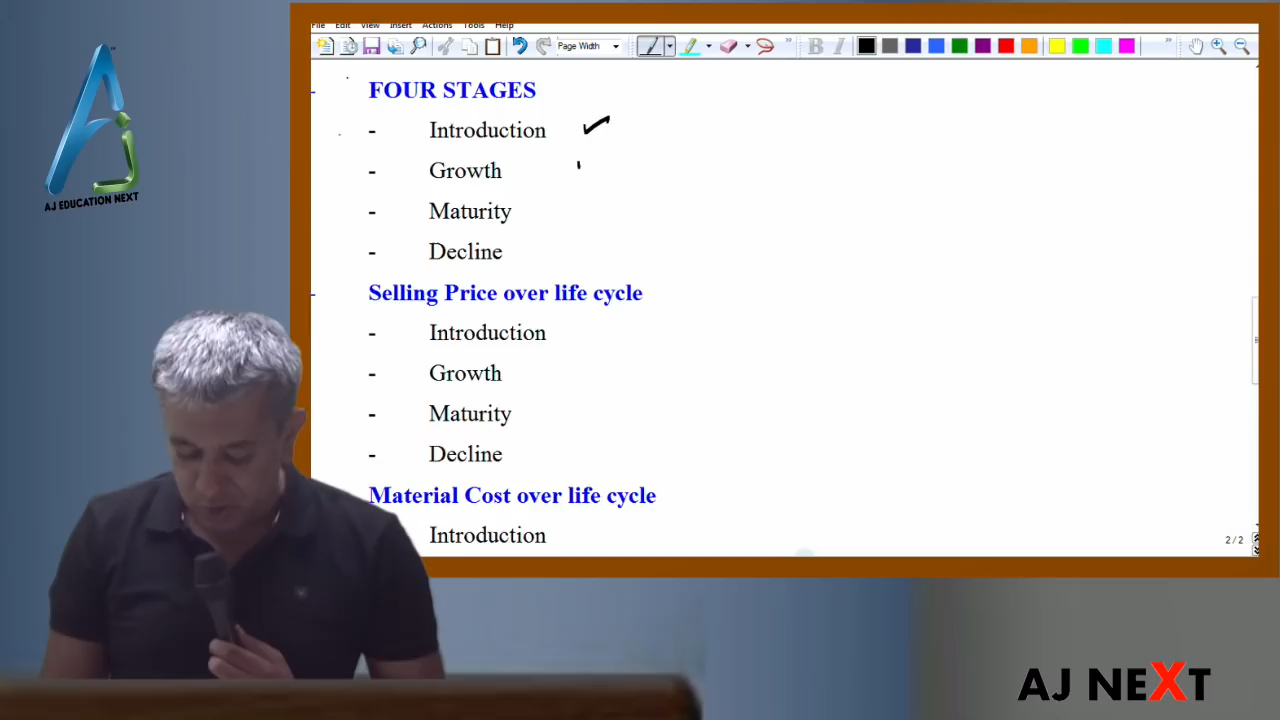 File Edit View Insert Actions Tools Help
Page Width
B I
AJ EDUCATION NEXT
FOUR STAGES
- Introduction
- Growth
- Maturity
- Decline
Selling Price over life cycle
- Introduction
- Growth
- Maturity
- Decline
Material Cost over life cycle
Introduction
2 / 2
AJ NEXT